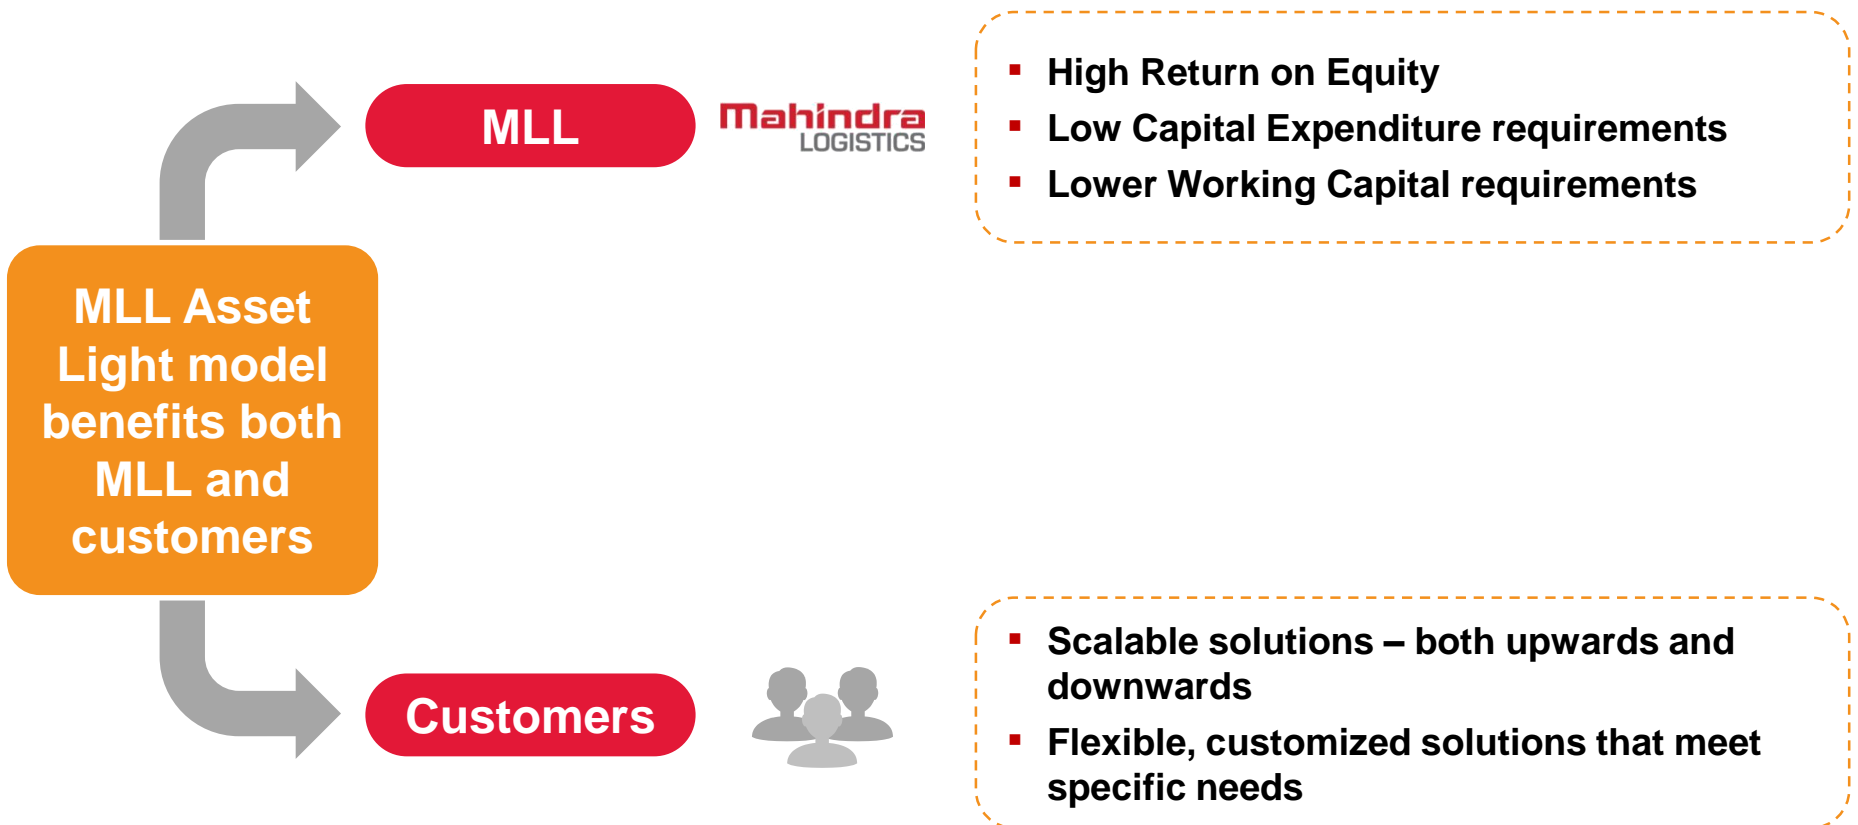 MLL Asset
Light model
benefits both
MLL and
customers
MLL
Mahindra
LOGISTICS
▪ High Return on Equity
▪ Low Capital Expenditure requirements
▪ Lower Working Capital requirements
Customers
▪ Scalable solutions – both upwards and
downwards
▪ Flexible, customized solutions that meet
specific needs